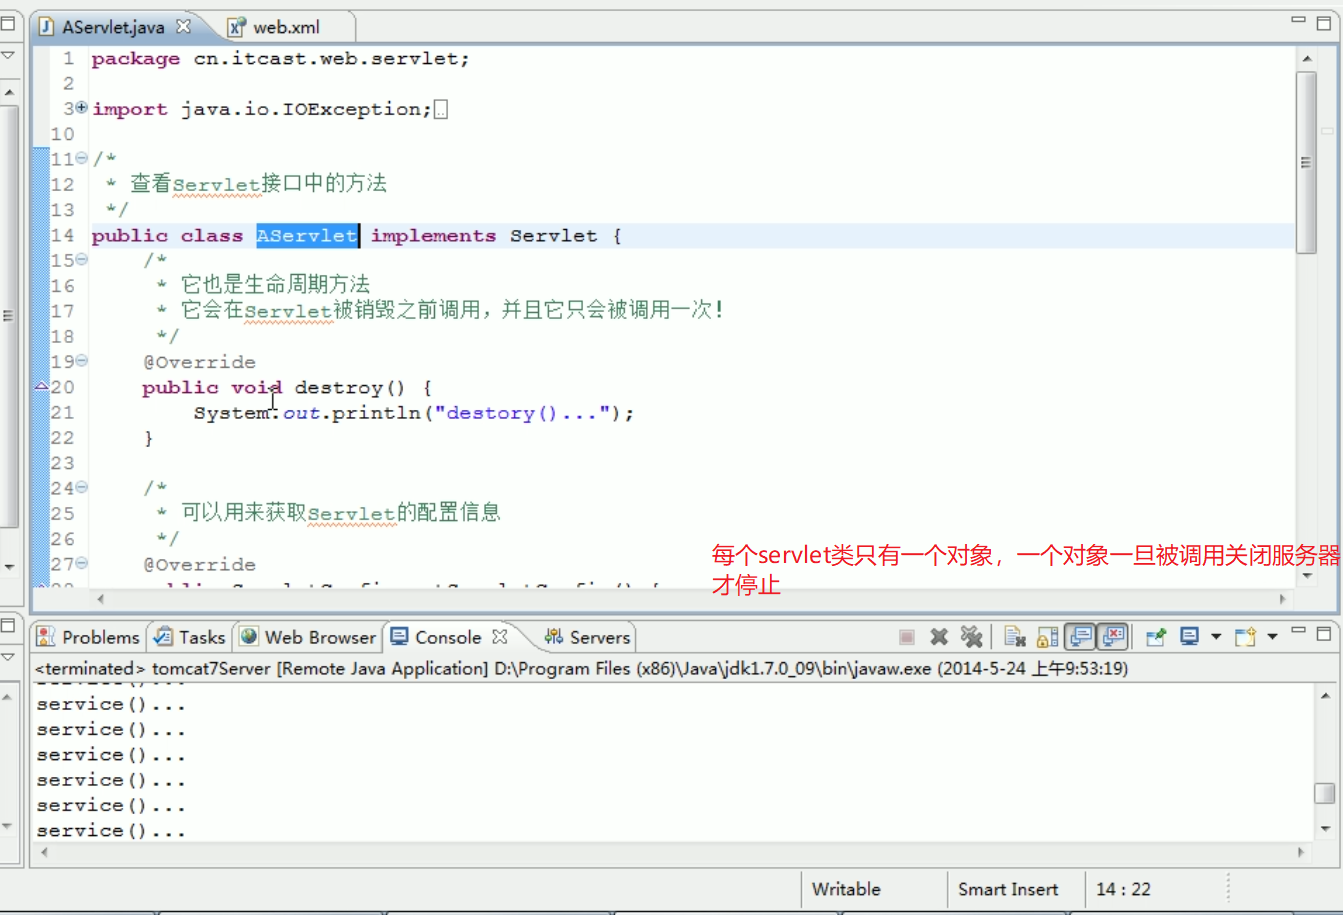 AServlet.java
web.xml
1 package cn.itcast.web.servlet;
2
3 import java.io.IOException;
10
11 /*
12 * 查看Servlet接口中的方法
13 */
14 public class AServlet implements Servlet {
15 /*
16 * 它也是生命周期方法
17 * 它会在Servlet被销毁之前调用，并且它只会被调用一次！
18 */
19 @Override
20 public void destroy() {
21 System.out.println("destory()...");
22 }
23
24 /*
25 * 可以用来获取Servlet的配置信息
26 */
27 @Override
每个servlet类只有一个对象，一个对象一旦被调用关闭服务器
才停止
Problems Tasks Web Browser Console Servers
<terminated> tomcat7Server [Remote Java Application] D:\Program Files (x86)\Java\jdk1.7.0_09\bin\javaw.exe (2014-5-24 上午9:53:19)
service()...
service()...
service()...
service()...
service()...
service()...
Writable Smart Insert 14 : 22